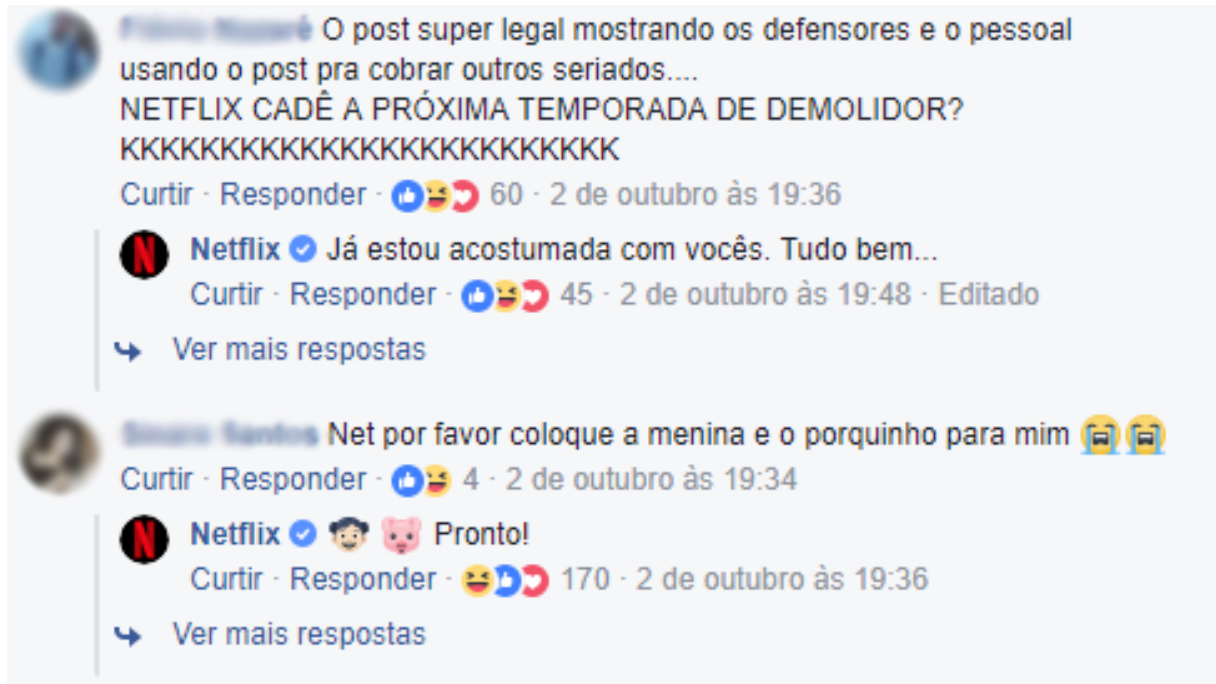 O post super legal mostrando os defensores e o pessoal
usando o post pra cobrar outros seriados....
NETFLIX CADÊ A PRÓXIMA TEMPORADA DE DEMOLIDOR?
KKKKKKKKKKKKKKKKKKKKKKKKK
Curtir · Responder · 60 · 2 de outubro às 19:36
N Netflix Já estou acostumada com vocês. Tudo bem...
Curtir · Responder · 45 · 2 de outubro às 19:48 · Editado
Ver mais respostas
Net por favor coloque a menina e o porquinho para mim 😭😭
Curtir · Responder · 4 · 2 de outubro às 19:34
N Netflix 👧🏻 🐷 Pronto!
Curtir · Responder · 170 · 2 de outubro às 19:36
Ver mais respostas